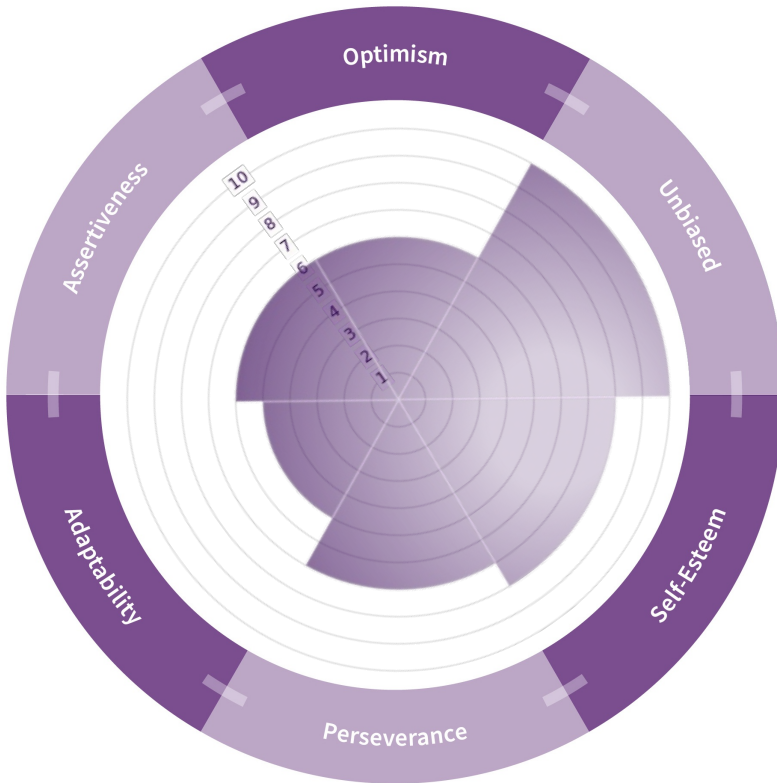 Optimism
Unbiased
Self-Esteem
Perseverance
Adaptability
Assertiveness
10
9
8
7
6
5
4
3
2
1